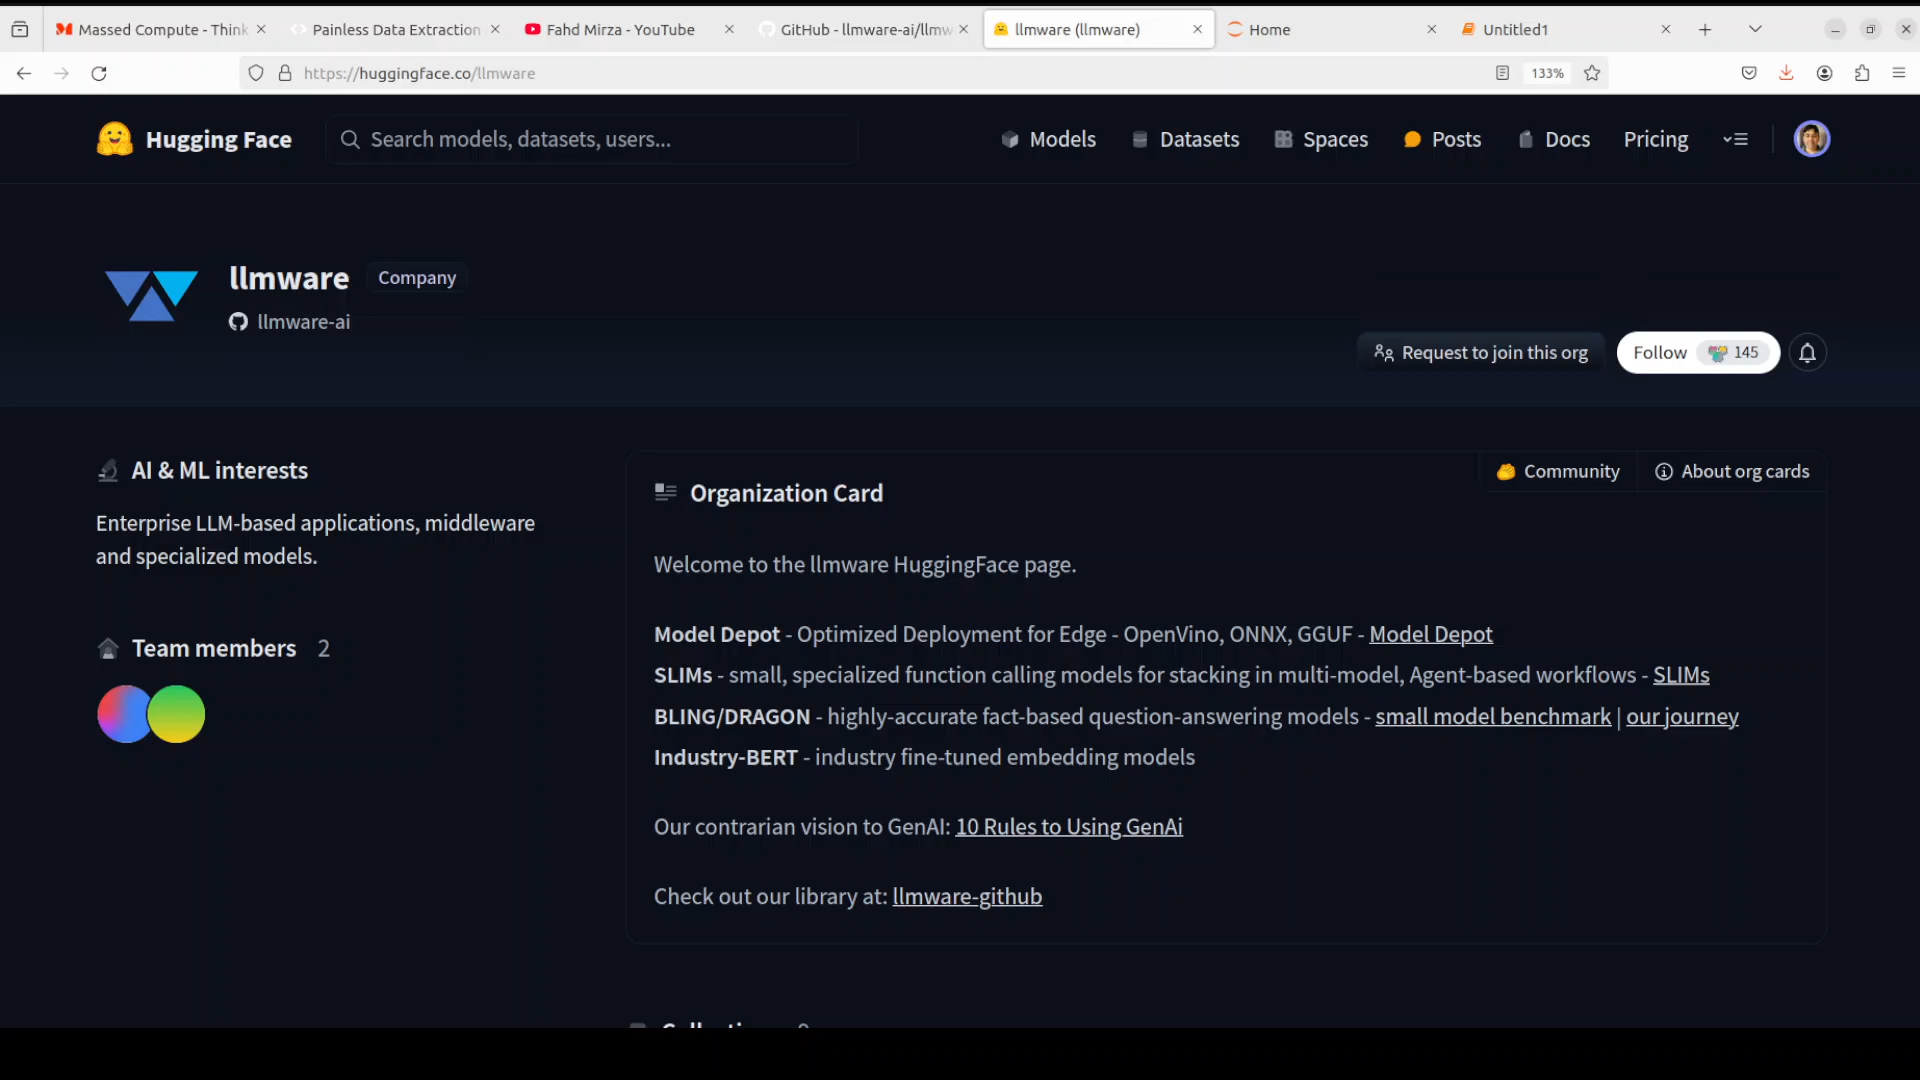 Massed Compute - Think
Painless Data Extraction
Fahd Mirza - YouTube
GitHub - llmware-ai/llmw
llmware (llmware)
Home
Untitled1
https://huggingface.co/llmware
133%
Hugging Face
Search models, datasets, users...
Models
Datasets
Spaces
Posts
Docs
Pricing
llmware
Company
llmware-ai
Request to join this org
Follow 145
AI & ML interests
Enterprise LLM-based applications, middleware
and specialized models.
Team members 2
Community
About org cards
Organization Card
Welcome to the llmware HuggingFace page.
Model Depot - Optimized Deployment for Edge - OpenVino, ONNX, GGUF - Model Depot
SLIMs - small, specialized function calling models for stacking in multi-model, Agent-based workflows - SLIMs
BLING/DRAGON - highly-accurate fact-based question-answering models - small model benchmark | our journey
Industry-BERT - industry fine-tuned embedding models
Our contrarian vision to GenAI: 10 Rules to Using GenAi
Check out our library at: llmware-github